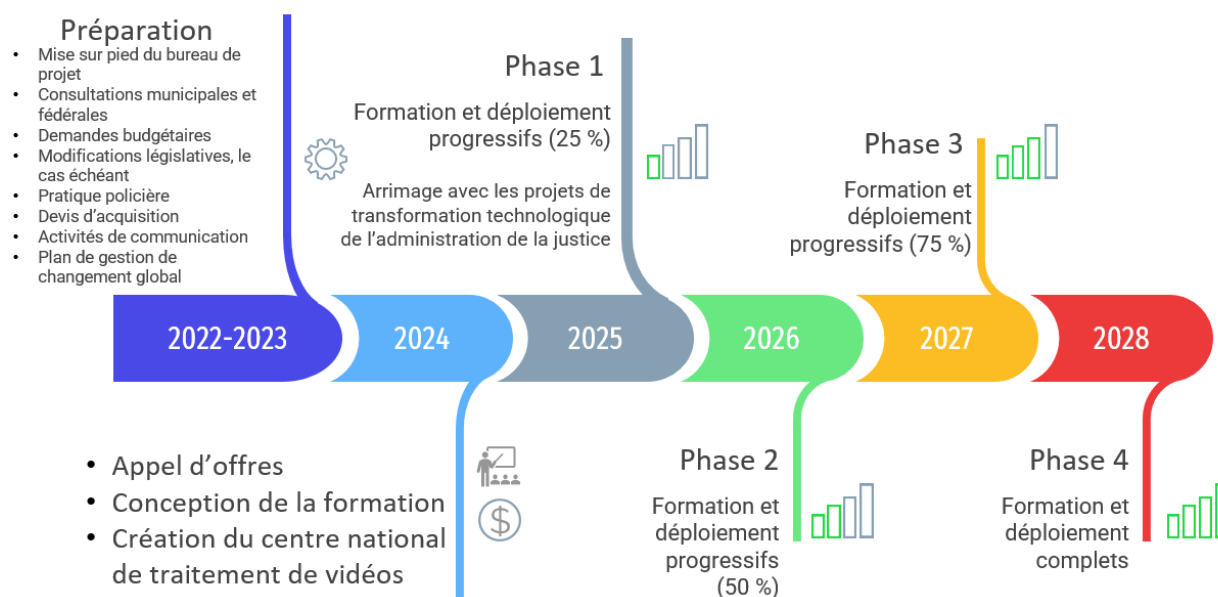 Préparation
• Mise sur pied du bureau de
projet
• Consultations municipales et
fédérales
• Demandes budgétaires
• Modifications législatives, le
cas échéant
• Pratique policière
• Devis d'acquisition
• Activités de communication
• Plan de gestion de
changement global
Phase 1
Formation et déploiement
progressifs (25 %)
Arrimage avec les projets de
transformation technologique
de l'administration de la justice
Phase 3
Formation et
déploiement
progressifs (75 %)
2022-2023
2024
2025
2026
2027
2028
• Appel d'offres
• Conception de la formation
• Création du centre national
de traitement de vidéos
$
Phase 2
Formation et
déploiement
progressifs
(50 %)
Phase 4
Formation et
déploiement
complets